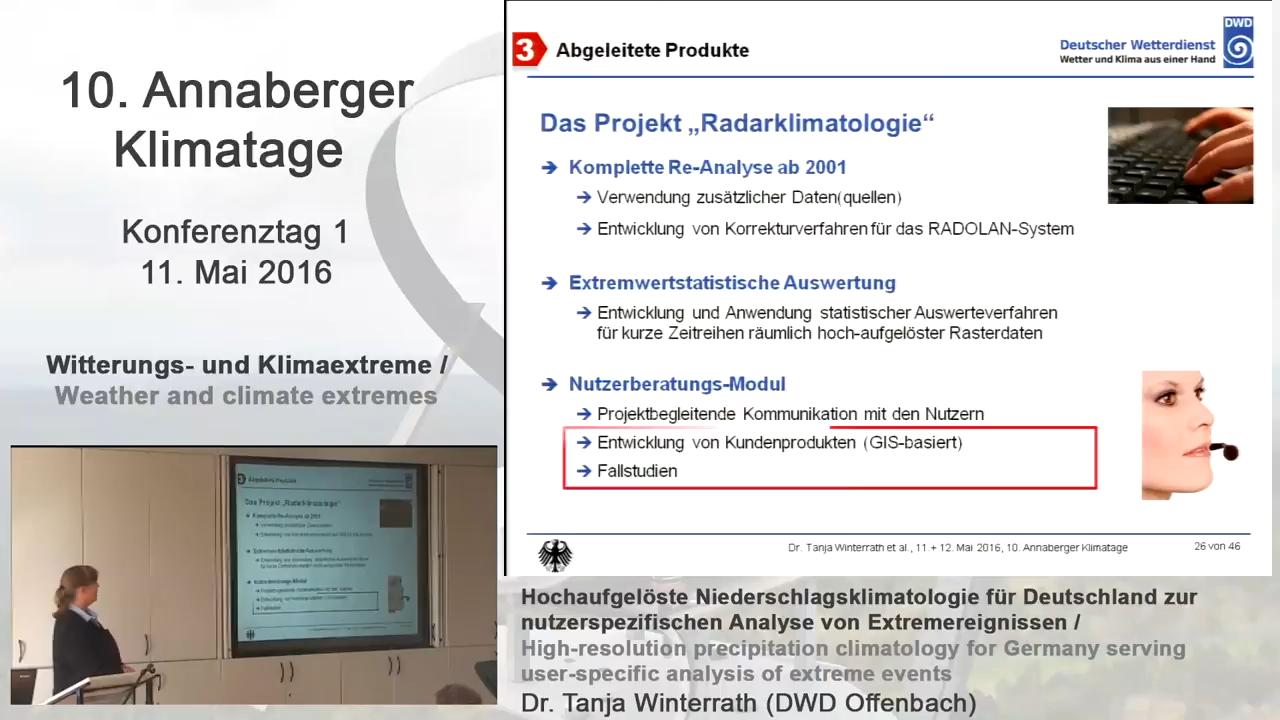 10. Annaberger
Klimatage
Konferenztag 1
11. Mai 2016
Witterungs- und Klimaextreme /
Weather and climate extremes
3 Abgeleitete Produkte
DWD
Deutscher Wetterdienst
Wetter und Klima aus einer Hand
Das Projekt „Radarklimatologie“
➔ Komplette Re-Analyse ab 2001
→ Verwendung zusätzlicher Daten(quellen)
→ Entwicklung von Korrekturverfahren für das RADOLAN-System
➔ Extremwertstatistische Auswertung
→ Entwicklung und Anwendung statistischer Auswerteverfahren
für kurze Zeitreihen räumlich hoch-aufgelöster Rasterdaten
➔ Nutzerberatungs-Modul
→ Projektbegleitende Kommunikation mit den Nutzern
→ Entwicklung von Kundenprodukten (GIS-basiert)
→ Fallstudien
Dr. Tanja Winterrath et al., 11.+ 12. Mai 2016, 10. Annaberger Klimatage
26 von 46
Hochaufgelöste Niederschlagsklimatologie für Deutschland zur
nutzerspezifischen Analyse von Extremereignissen /
High-resolution precipitation climatology for Germany serving
user-specific analysis of extreme events
Dr. Tanja Winterrath (DWD Offenbach)